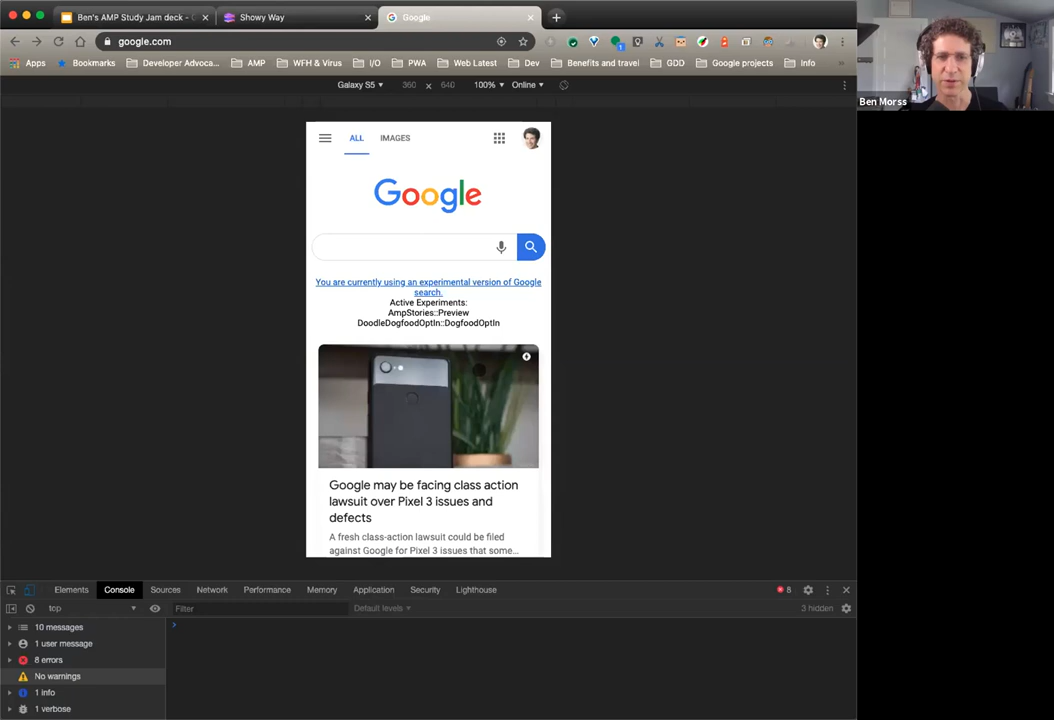 Ben's AMP Study Jam deck - G
Showy Way
Google
google.com
Apps
Bookmarks
Developer Advoca...
AMP
WFH & Virus
I/O
PWA
Web Latest
Dev
Benefits and travel
GDD
Google projects
Info
Ben Morss
Galaxy S5
360 × 640
100%
Online
ALL
IMAGES
Google
You are currently using an experimental version of Google
search.
Active Experiments:
AmpStories::Preview
DoodleDogfoodOptIn::DogfoodOptIn
Google may be facing class action
lawsuit over Pixel 3 issues and
defects
A fresh class-action lawsuit could be filed
against Google for Pixel 3 issues that some...
Elements
Console
Sources
Network
Performance
Memory
Application
Security
Lighthouse
top
Filter
Default levels
3 hidden
10 messages
1 user message
8 errors
No warnings
1 info
1 verbose